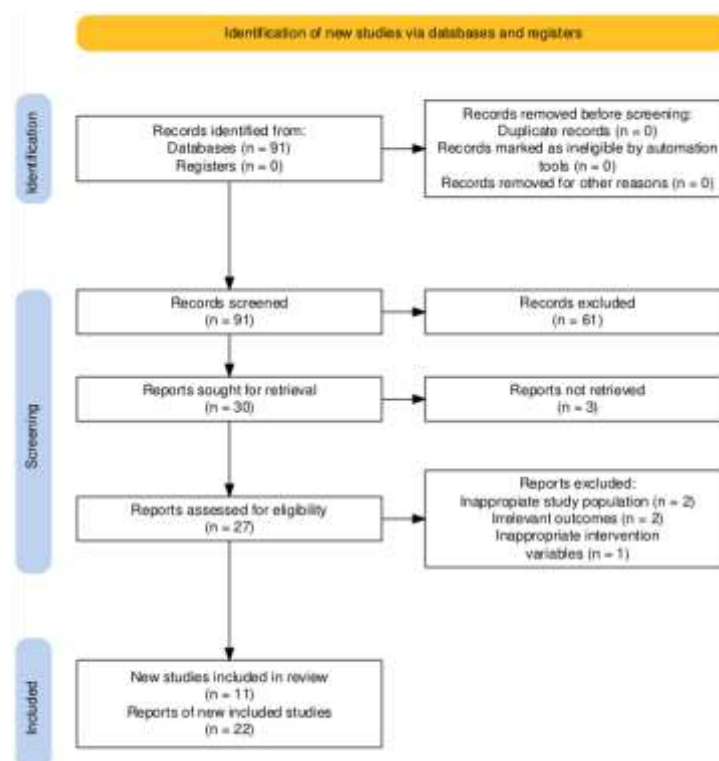 Identification of new studies via databases and registers
Identification
Records identified from:
Databases (n = 91)
Registers (n = 0)
Records removed before screening:
Duplicate records (n = 0)
Records marked as ineligible by automation
tools (n = 0)
Records removed for other reasons (n = 0)
Screening
Records screened
(n = 91)
Records excluded
(n = 61)
Reports sought for retrieval
(n = 30)
Reports not retrieved
(n = 3)
Reports assessed for eligibility
(n = 27)
Reports excluded:
Inappropiate study population (n = 2)
Irrelevant outcomes (n = 2)
Inappropriate intervention
variables (n = 1)
Included
New studies included in review
(n = 11)
Reports of new included studies
(n = 22)